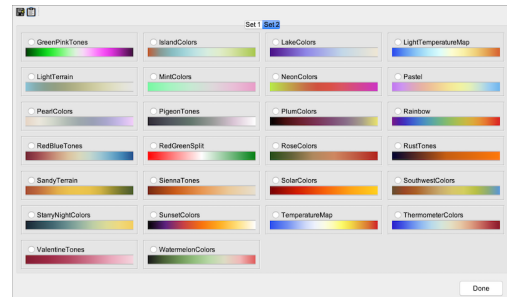 Set 1 Set 2
GreenPinkTones IslandColors LakeColors LightTemperatureMap
LightTerrain MintColors NeonColors Pastel
PearlColors PigeonTones PlumColors Rainbow
RedBlueTones RedGreenSplit RoseColors RustTones
SandyTerrain SiennaTones SolarColors SouthwestColors
StarryNightColors SunsetColors TemperatureMap ThermometerColors
ValentineTones WatermelonColors
Done